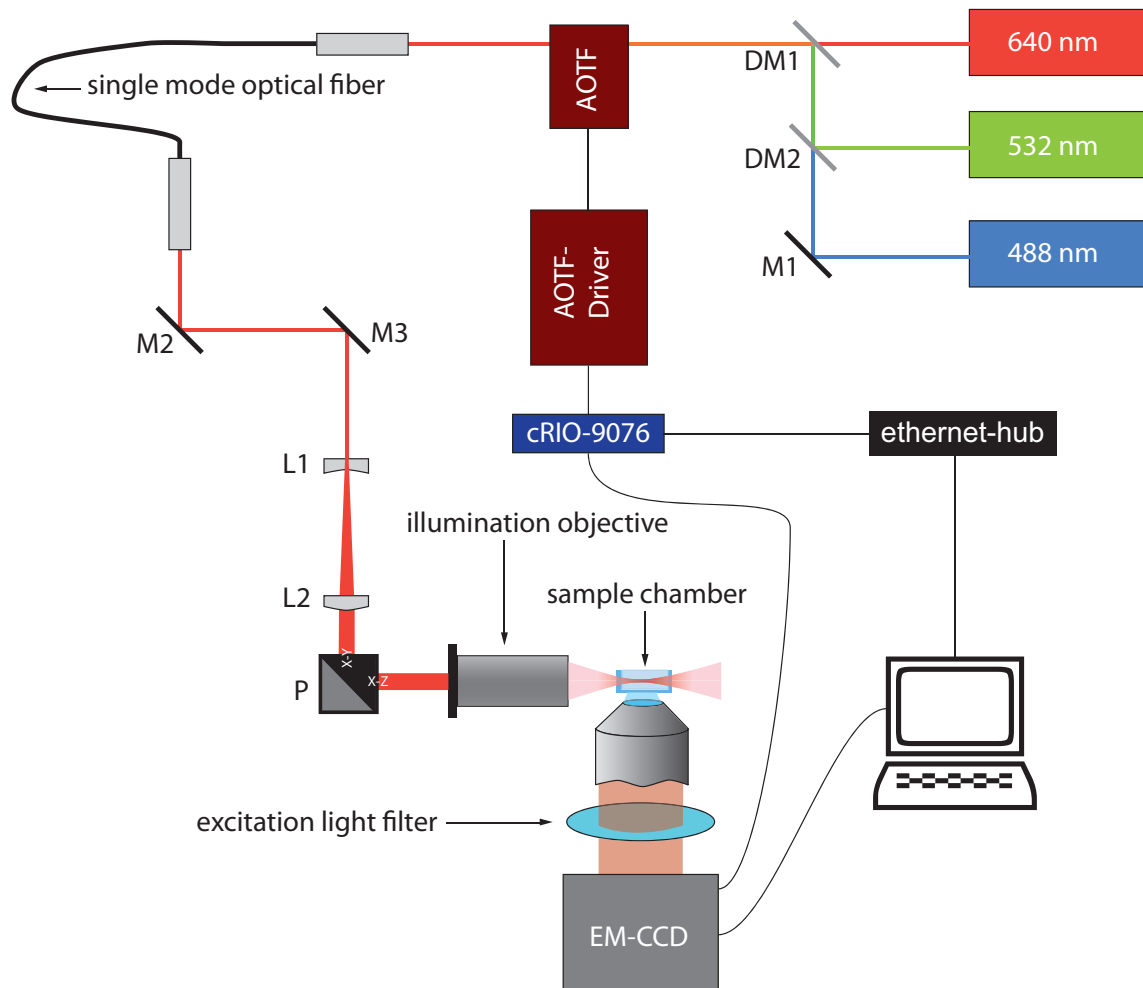 640 nm
DM1
AOTF
single mode optical fiber
532 nm
DM2
488 nm
M1
AOTF-
Driver
M2
M3
cRIO-9076
ethernet-hub
L1
illumination objective
L2
sample chamber
X-Y
X-Z
P
excitation light filter
EM-CCD